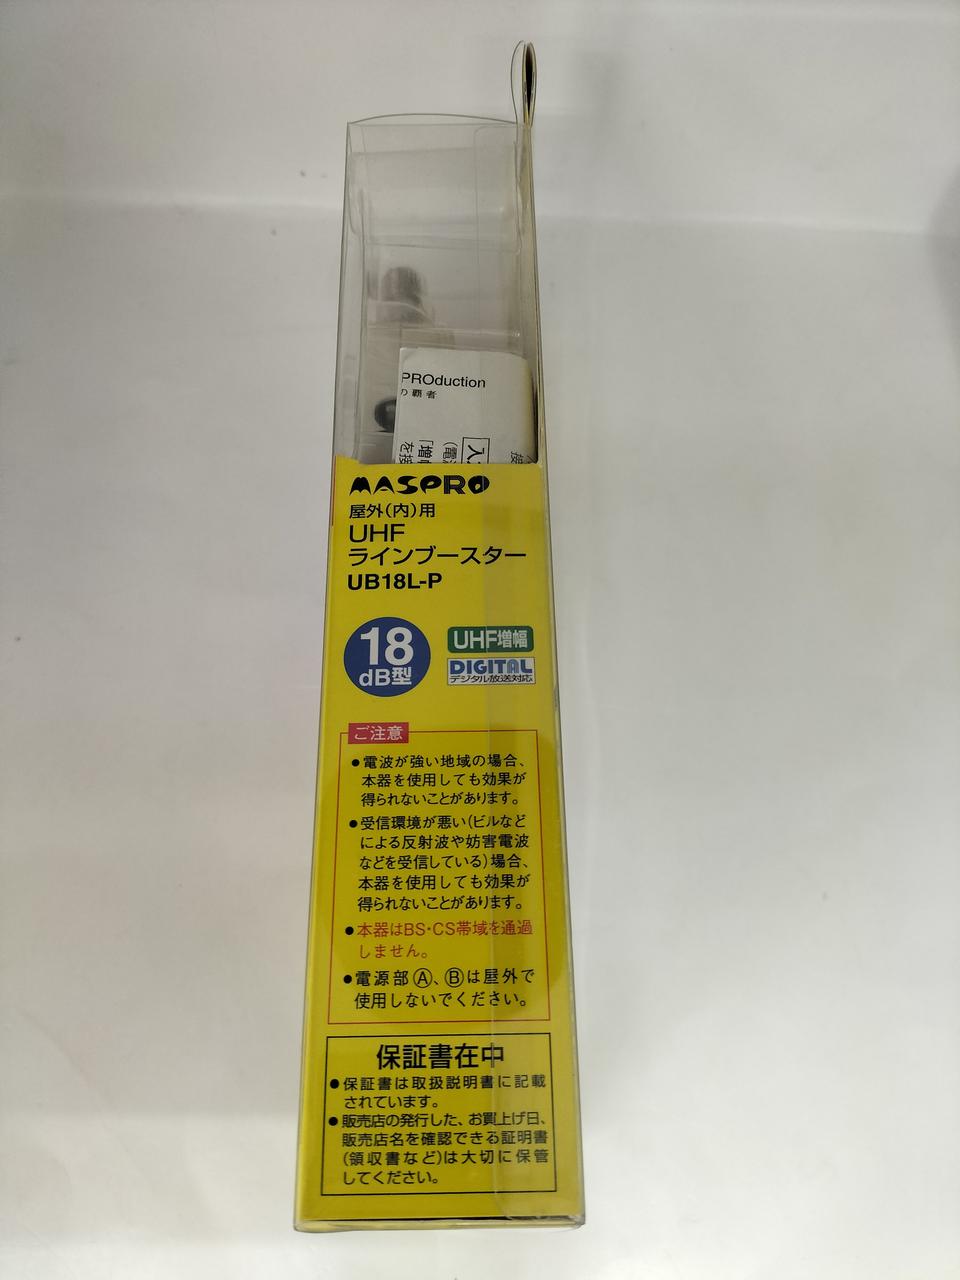 PROduction
の覇者
MASPRO
屋外(内)用
UHF
ラインブースター
UB18L-P
18
dB型
UHF増幅
DIGITAL
デジタル放送対応
ご注意
●電波が強い地域の場合、
本器を使用しても効果が
得られないことがあります。
●受信環境が悪い(ビルなど
による反射波や妨害電波
などを受信している)場合、
本器を使用しても効果が
得られないことがあります。
●本器はBS・CS帯域を通過
しません。
●電源部Ⓐ、Ⓑは屋外で
使用しないでください。
保証書在中
●保証書は取扱説明書に記載
されています。
●販売店の発行した、お買上げ日、
販売店名を確認できる証明書
(領収書など)は大切に保管
してください。